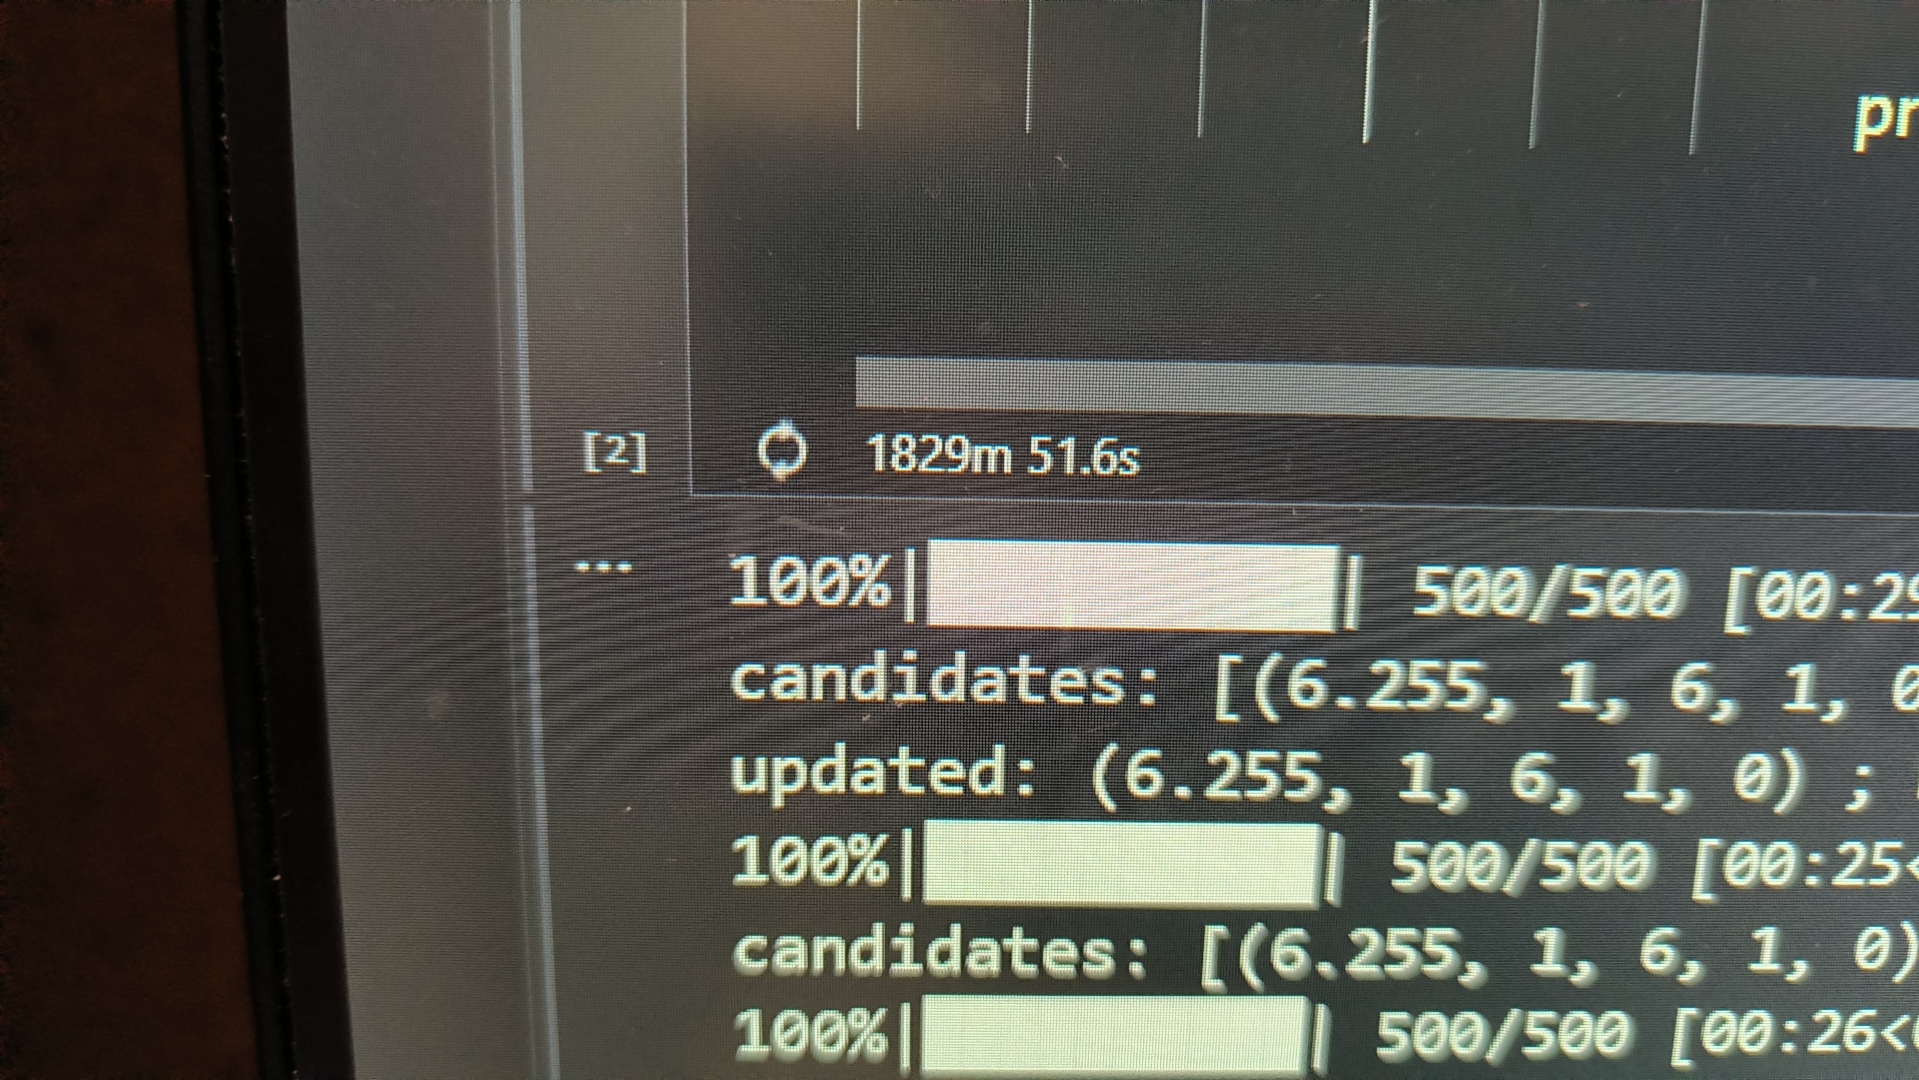 pr
[2] 1829m 51.6s
... 100%| | 500/500 [00:29
candidates: [(6.255, 1, 6, 1, 0
updated: (6.255, 1, 6, 1, 0) ;
100%| | 500/500 [00:25<
candidates: [(6.255, 1, 6, 1, 0)
100%| | 500/500 [00:26<